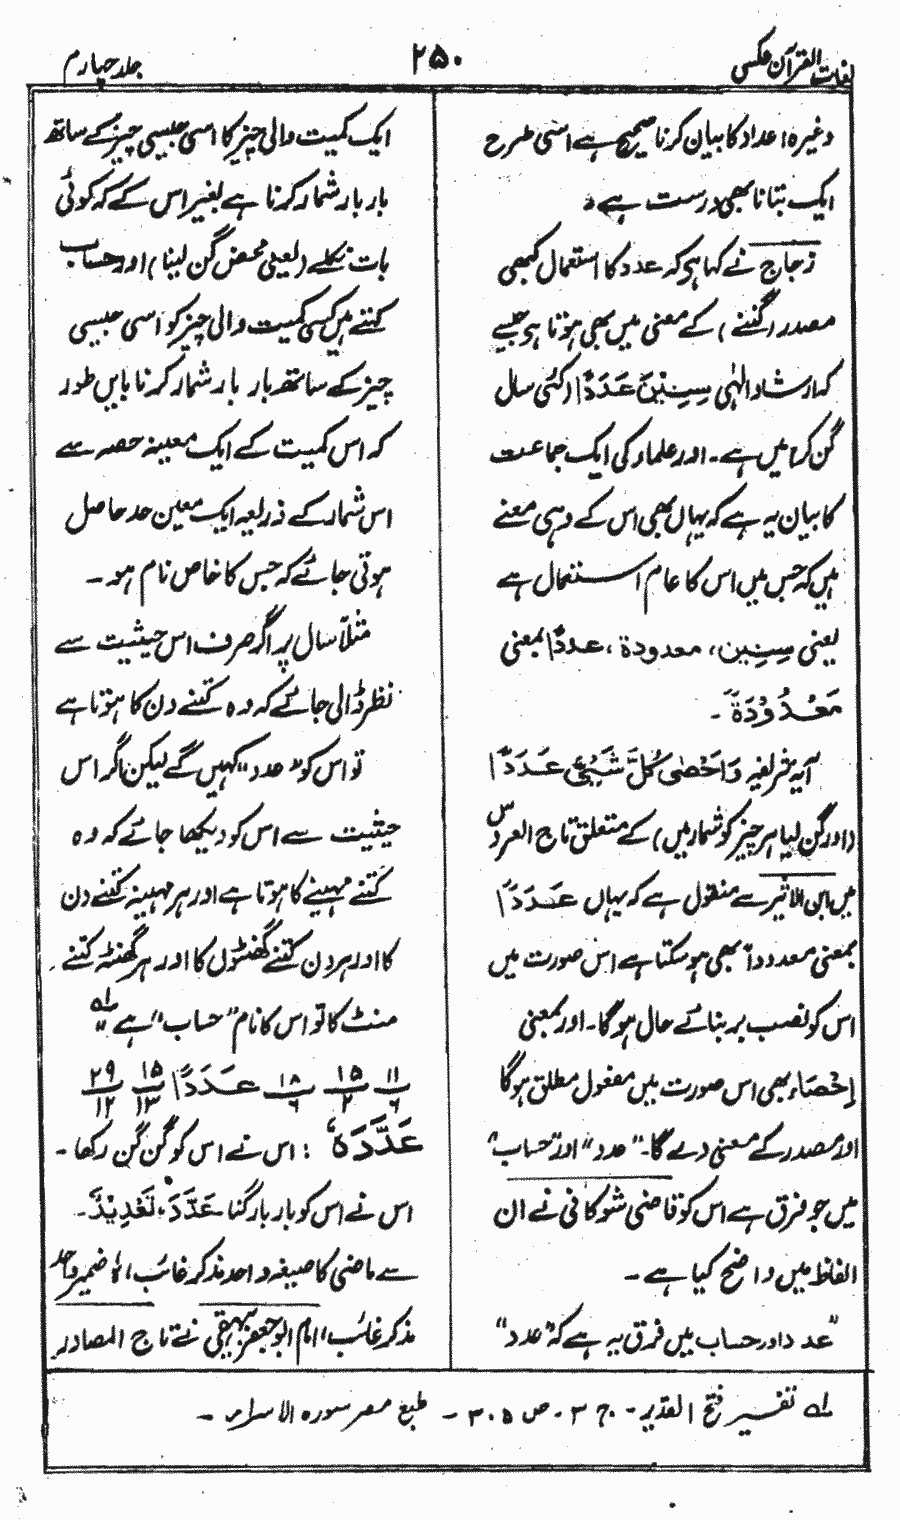 لغات القرآن عکسی
۲۵۰
جلد چہارم
وغیرہ اعداد کا بیان کرنا صحیح ہے اسی طرح
ایک بتانا بھی درست ہے ؛
زجاج نے کہا ہی کہ عدد کا استعمال کبھی
مصدر (گننے) کے معنی میں بھی ہوتا ہی جیسے
کہ ارشاد الٰہی سِنِیْنَ عَدَدًا (کئی سال
گن کر) میں ہے ۔ اور علماء کی ایک جماعت
کا بیان یہ ہے کہ یہاں بھی اس کے وہی معنے
ہیں کہ جس میں اس کا عام استعمال ہے
یعنی سِنِین، معدودة، عددًا بمعنی
مَعْدُوْدَةً ۔
آیہ شریفہ وَاَحْصٰی كُلَّ شَیْئٍ عَدَدًا
(اور گن لیا ہر چیز کو شمار میں) کے متعلق تاج العروس
میں ابن الاثیر سے منقول ہے کہ یہاں عَدَدًا
بمعنی معدوداً بھی ہو سکتا ہے اس صورت میں
اس کو نصب بر بنائے حال ہو گا۔ اور بمعنی
اِحْصَاء بھی اس صورت میں مفعول مطلق ہو گا
اور مصدر کے معنی دے گا۔ "عدد" اور "حساب"
میں جو فرق ہے اس کو قاضی شوکانی نے ان
الفاظ میں واضح کیا ہے ۔
"عدد اور حساب میں فرق یہ ہے کہ "عدد"
ایک کمیت والی چیز کا اسی جیسی چیز کے ساتھ
بار بار شمار کرنا ہے بغیر اس کے کہ کوئی
بات نکلے (یعنی محض گن لینا) اور حساب
کتنے ہیں کسی کمیت والی چیز کو اسی جیسی
چیز کے ساتھ بار بار شمار کرنا بایں طور
کہ اس کمیت کے ایک معینہ حصہ سے
اس شمار کے ذریعہ ایک معین حد حاصل
ہوتی جائے کہ جس کا خاص نام ہو ۔
مثلاً سال پر اگر صرف اس حیثیت سے
نظر ڈالی جائے کہ وہ کتنے دن کا ہوتا ہے
تو اس کو "عدد" کہیں گے لیکن اگر اس
حیثیت سے اس کو دیکھا جائے کہ وہ
کتنے مہینے کا ہوتا ہے اور ہر مہینہ کتنے دن
کا اور ہر دن کتنے گھنٹوں کا اور ہر گھنٹہ کتنے
منٹ کا تو اس کا نام "حساب" ہے " لہ
۱۱/۶ ۱۵/۲ ۱۸/۶ عَدَدًا ۱۵/۱۳ ۲۹/۱۲
عَدَّدَهٗ : اس نے اس کو گن گن رکھا ۔
اس نے اس کو بار بار گنا عَدَّدَ، تَعْدِیْدٌ ۔
سے ماضی کا صیغہ واحد مذکر غائب، ہٗ ضمیر واحد
مذکر غائب، امام ابو جعفر بیہقی نے تاج المصادر
لہ تفسیر فتح القدیر ۔ ج ۳ ۔ ص ۳۰۵ ۔ طبع مصر سورہ الاسراء ۔